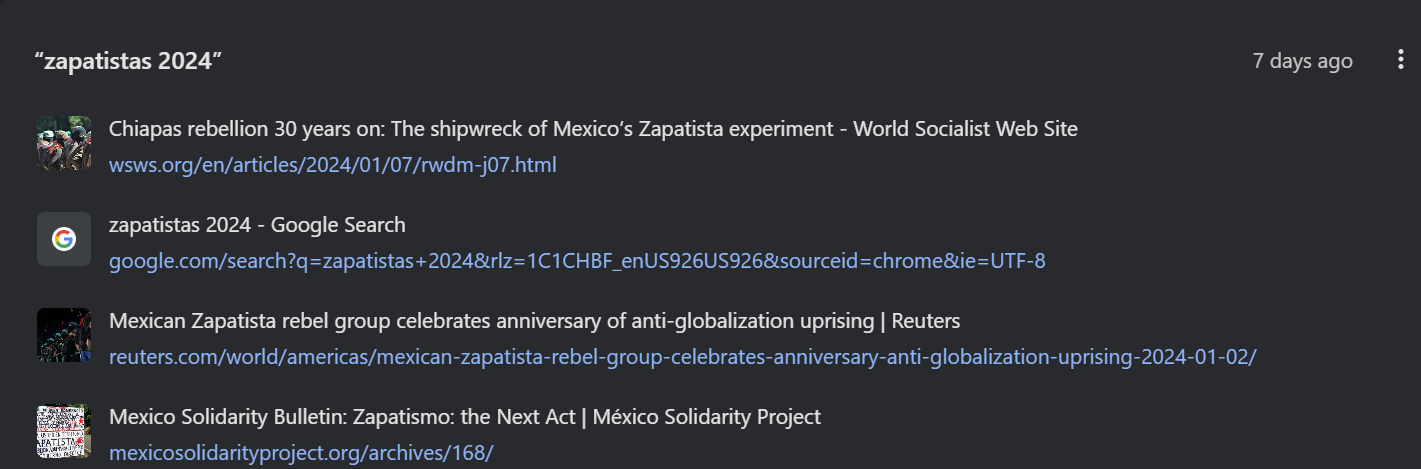 “zapatistas 2024”
7 days ago
Chiapas rebellion 30 years on: The shipwreck of Mexico’s Zapatista experiment - World Socialist Web Site
wsws.org/en/articles/2024/01/07/rwdm-j07.html
zapatistas 2024 - Google Search
google.com/search?q=zapatistas+2024&rlz=1C1CHBF_enUS926US926&sourceid=chrome&ie=UTF-8
Mexican Zapatista rebel group celebrates anniversary of anti-globalization uprising | Reuters
reuters.com/world/americas/mexican-zapatista-rebel-group-celebrates-anniversary-anti-globalization-uprising-2024-01-02/
Mexico Solidarity Bulletin: Zapatismo: the Next Act | México Solidarity Project
mexicosolidarityproject.org/archives/168/